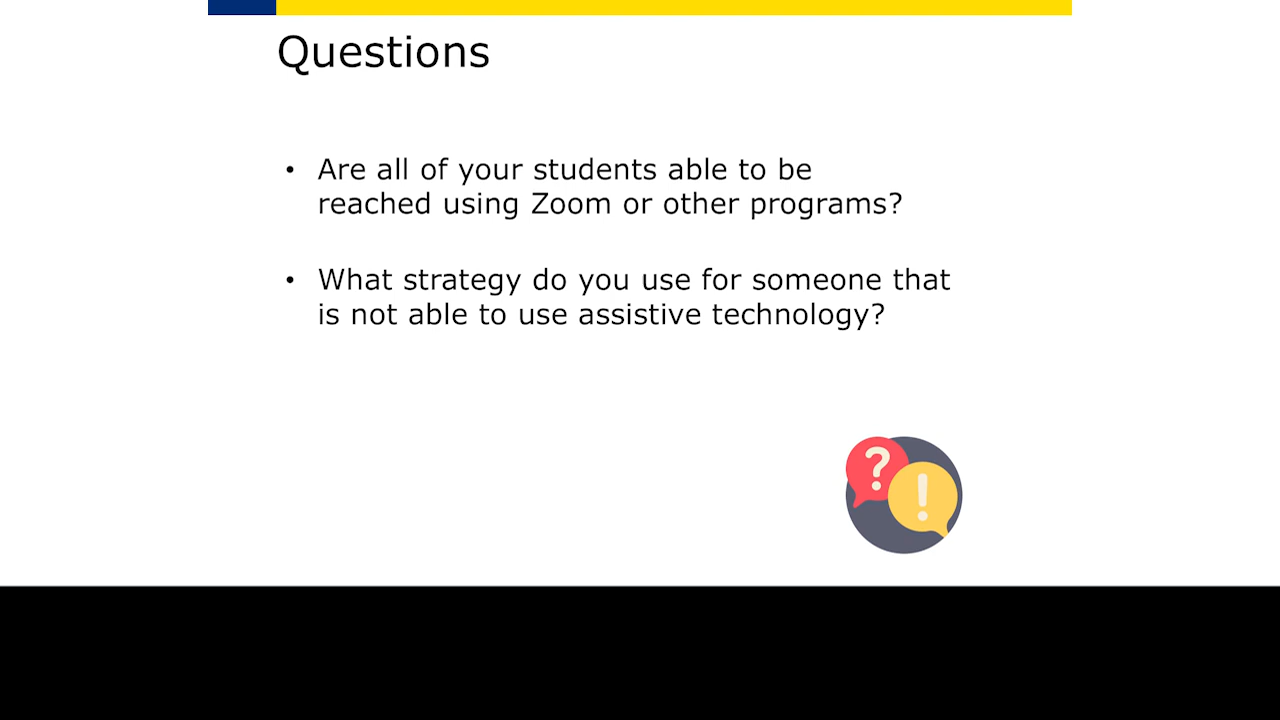 Questions
• Are all of your students able to be
reached using Zoom or other programs?
• What strategy do you use for someone that
is not able to use assistive technology?
? !